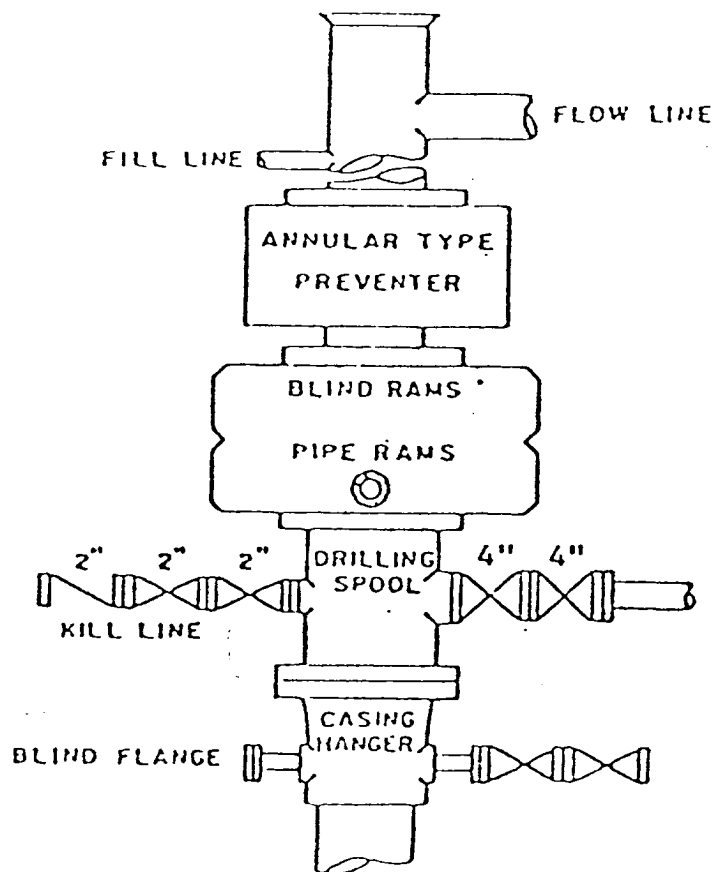 FLOW LINE
FILL LINE
ANNULAR TYPE
PREVENTER
BLIND RAMS
PIPE RAMS
2" 2" 2"
DRILLING
SPOOL
4" 4"
KILL LINE
CASING
HANGER
BLIND FLANGE